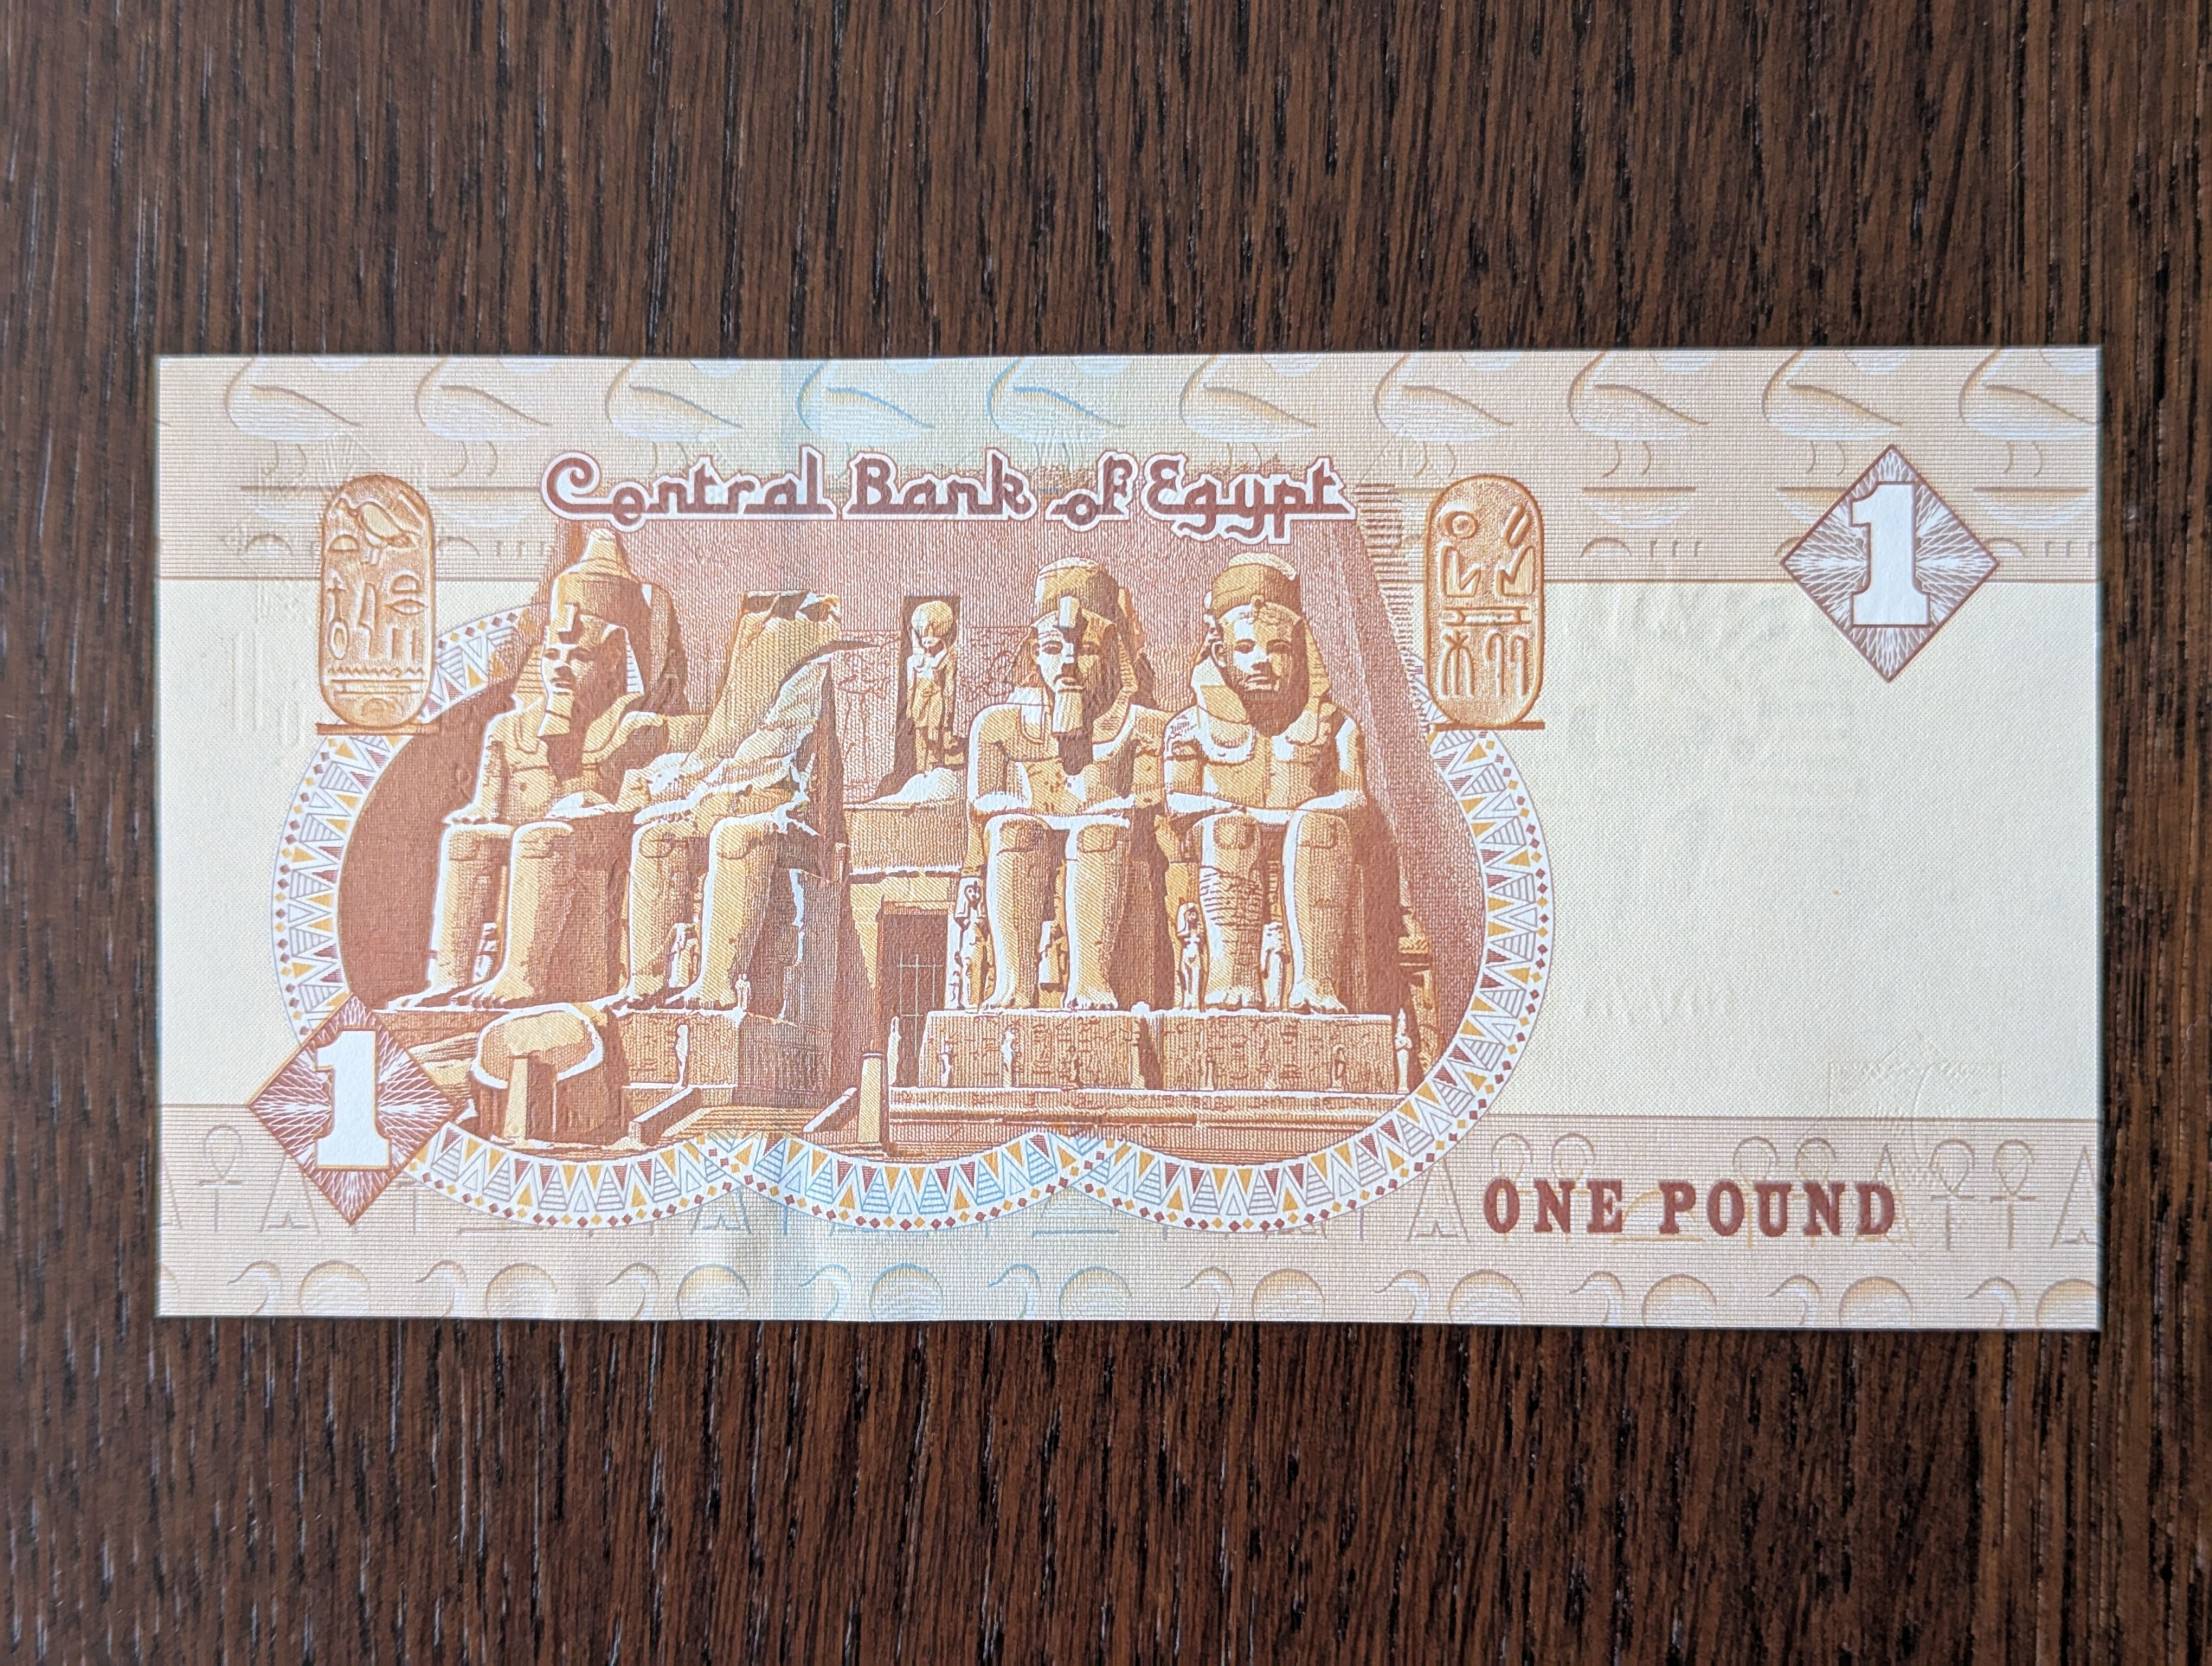 Central Bank of Egypt
1
1
ONE POUND